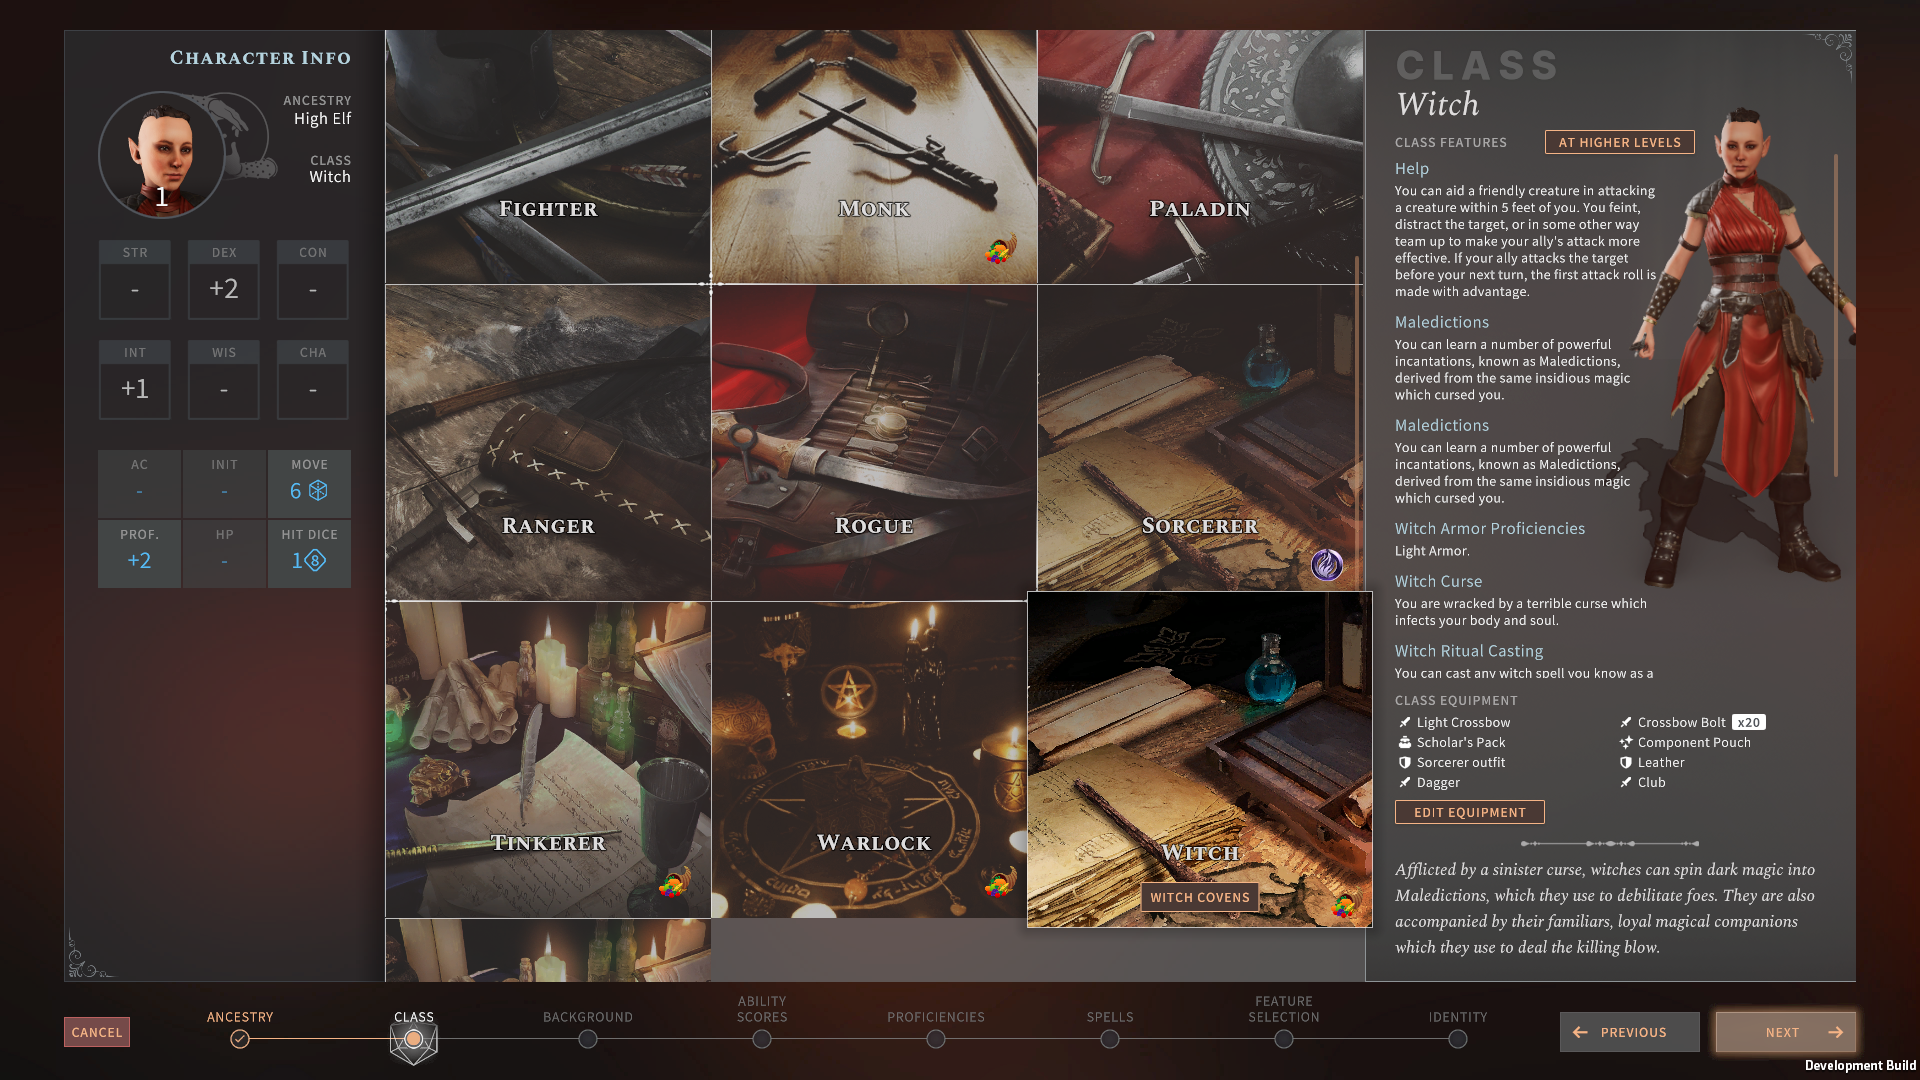 CHARACTER INFO
ANCESTRY
High Elf
CLASS
Witch
1
STR
DEX
CON
-
+2
-
INT
WIS
CHA
+1
-
-
AC
INIT
MOVE
-
-
6
PROF.
HP
HIT DICE
+2
-
1 8
FIGHTER
MONK
PALADIN
RANGER
ROGUE
SORCERER
TINKERER
WARLOCK
WITCH
WITCH COVENS
CLASS
Witch
CLASS FEATURES
AT HIGHER LEVELS
Help
You can aid a friendly creature in attacking
a creature within 5 feet of you. You feint,
distract the target, or in some other way
team up to make your ally's attack more
effective. If your ally attacks the target
before your next turn, the first attack roll is
made with advantage.
Maledictions
You can learn a number of powerful
incantations, known as Maledictions,
derived from the same insidious magic
which cursed you.
Maledictions
You can learn a number of powerful
incantations, known as Maledictions,
derived from the same insidious magic
which cursed you.
Witch Armor Proficiencies
Light Armor.
Witch Curse
You are wracked by a terrible curse which
infects your body and soul.
Witch Ritual Casting
You can cast any witch spell you know as a
CLASS EQUIPMENT
Light Crossbow
Crossbow Bolt x20
Scholar's Pack
Component Pouch
Sorcerer outfit
Leather
Dagger
Club
EDIT EQUIPMENT
Afflicted by a sinister curse, witches can spin dark magic into
Maledictions, which they use to debilitate foes. They are also
accompanied by their familiars, loyal magical companions
which they use to deal the killing blow.
CANCEL
ANCESTRY
CLASS
BACKGROUND
ABILITY
SCORES
PROFICIENCIES
SPELLS
FEATURE
SELECTION
IDENTITY
PREVIOUS
NEXT
Development Build